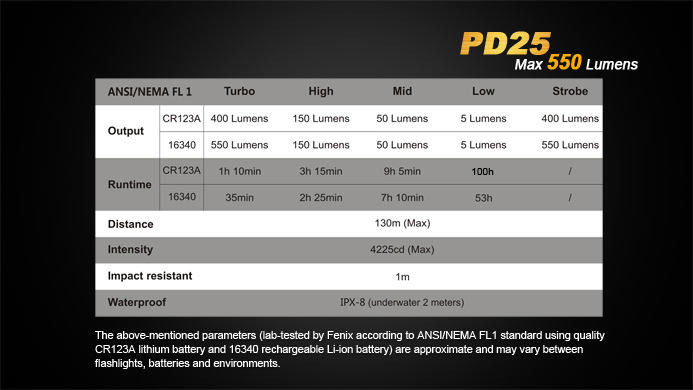 PD25
Max 550 Lumens
ANSI/NEMA FL 1 Turbo High Mid Low Strobe
Output CR123A 400 Lumens 150 Lumens 50 Lumens 5 Lumens 400 Lumens
16340 550 Lumens 150 Lumens 50 Lumens 5 Lumens 550 Lumens
Runtime CR123A 1h 10min 3h 15min 9h 5min 100h /
16340 35min 2h 25min 7h 10min 53h /
Distance 130m (Max)
Intensity 4225cd (Max)
Impact resistant 1m
Waterproof IPX-8 (underwater 2 meters)
The above-mentioned parameters (lab-tested by Fenix according to ANSI/NEMA FL1 standard using quality
CR123A lithium battery and 16340 rechargeable Li-ion battery) are approximate and may vary between
flashlights, batteries and environments.